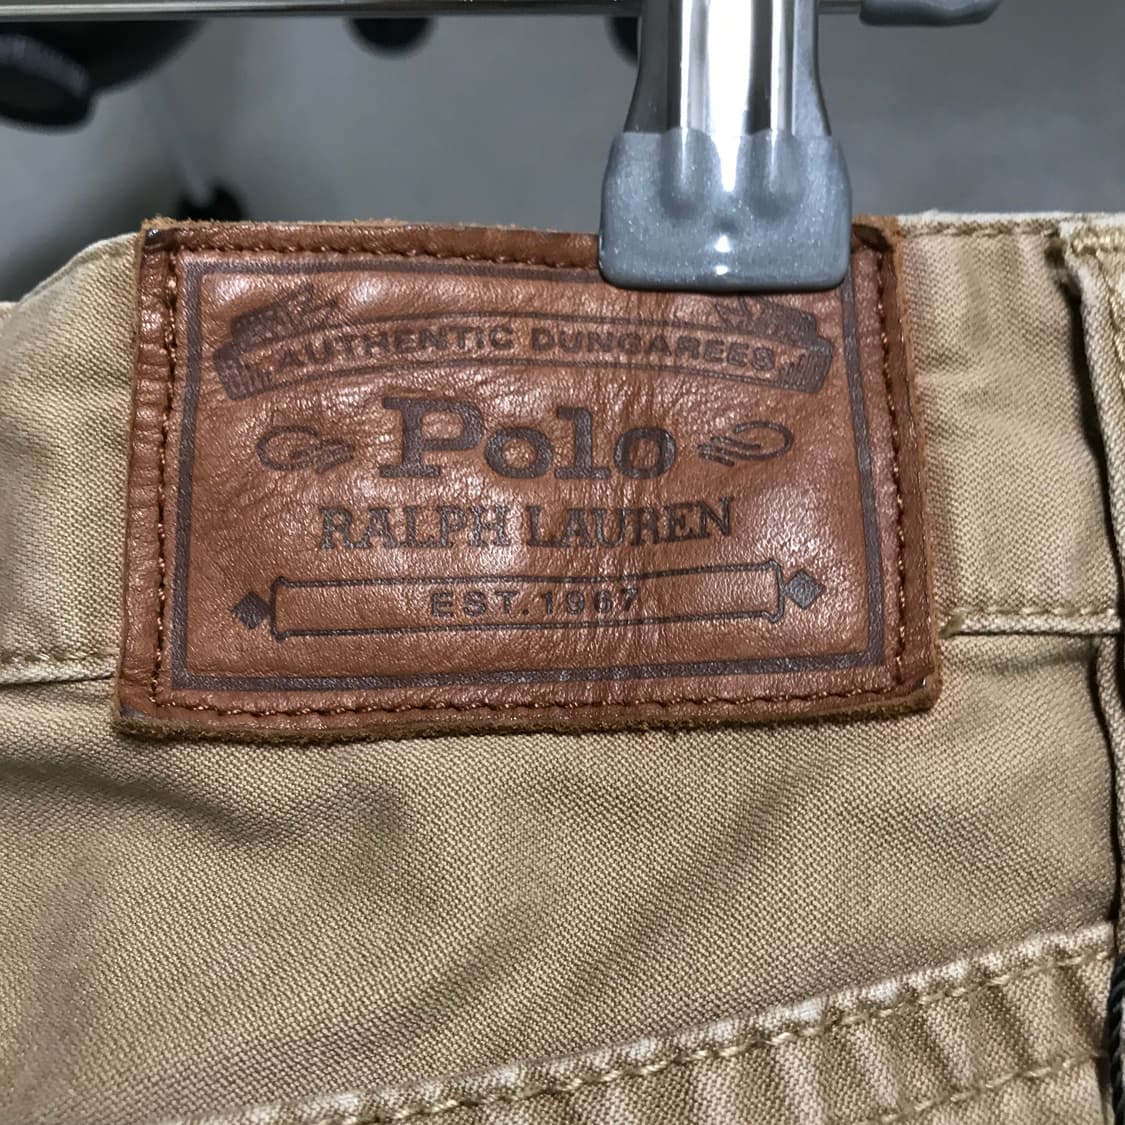 AUTHENTIC DUNGAREES
Polo
RALPH LAUREN
EST.1967